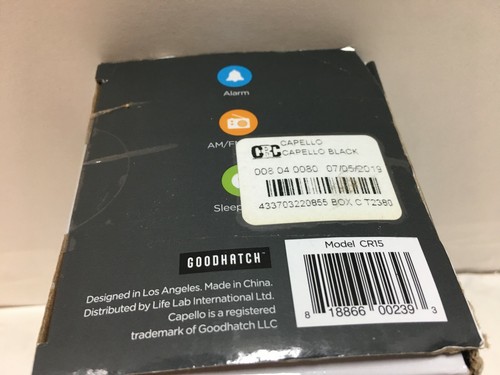 Alarm
AM/F
CBC
CAPELLO
CAPELLO BLACK
008 04 0080 07/05/2019
433703220855 BOX C T2380
Sleep
GOODHATCH™
Model CR15
Designed in Los Angeles. Made in China.
Distributed by Life Lab International Ltd.
Capello is a registered
trademark of Goodhatch LLC
8 18866 00239 3